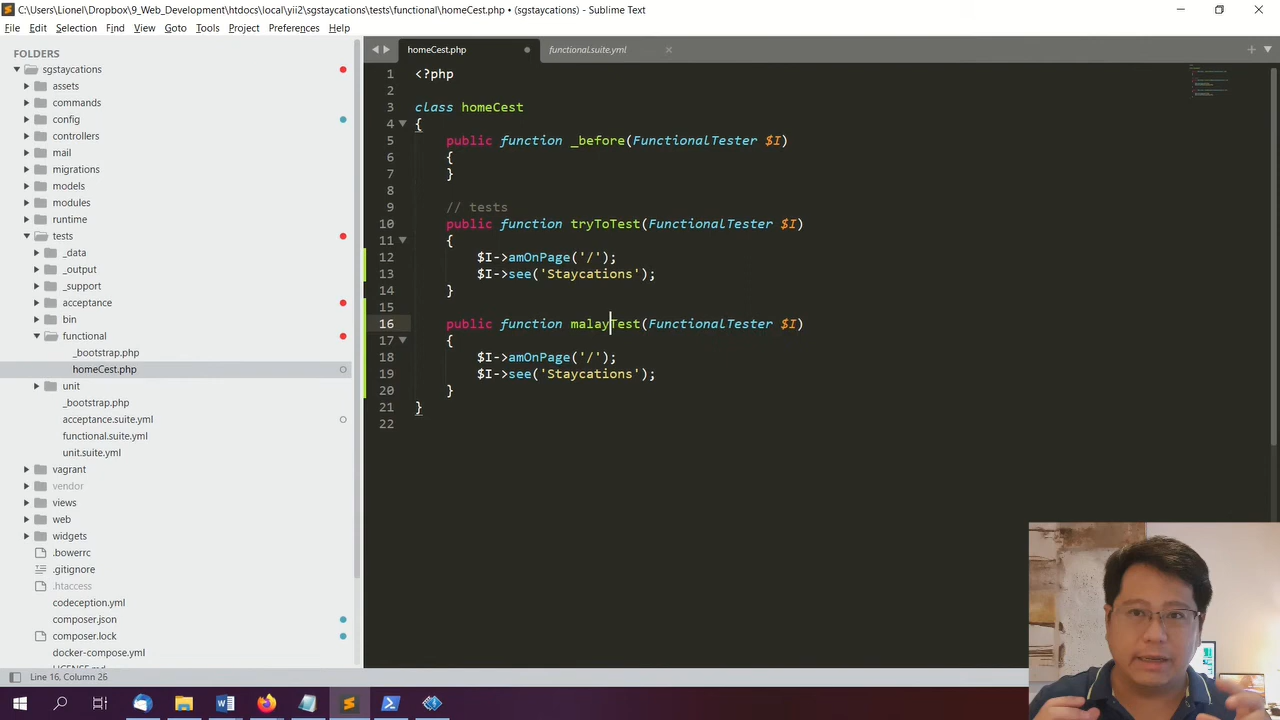 C:\Users\Lionel\Dropbox\9_Web_Development\htdocs\local\yii2\sgstaycations\tests\functional\homeCest.php • (sgstaycations) - Sublime Text
File Edit Selection Find View Goto Tools Project Preferences Help
FOLDERS
sgstaycations
assets
commands
config
controllers
mail
migrations
models
modules
runtime
tests
_data
_output
_support
acceptance
bin
functional
_bootstrap.php
homeCest.php
unit
_bootstrap.php
acceptance.suite.yml
functional.suite.yml
unit.suite.yml
vagrant
vendor
views
web
widgets
.bowerrc
.gitignore
.htaccess
codeception.yml
composer.json
composer.lock
docker-compose.yml
homeCest.php functional.suite.yml
1 <?php
2
3 class homeCest
4 {
5 public function _before(FunctionalTester $I)
6 {
7 }
8
9 // tests
10 public function tryToTest(FunctionalTester $I)
11 {
12 $I->amOnPage('/');
13 $I->see('Staycations');
14 }
15
16 public function malayTest(FunctionalTester $I)
17 {
18 $I->amOnPage('/');
19 $I->see('Staycations');
20 }
21 }
22
Line 16, Column 26